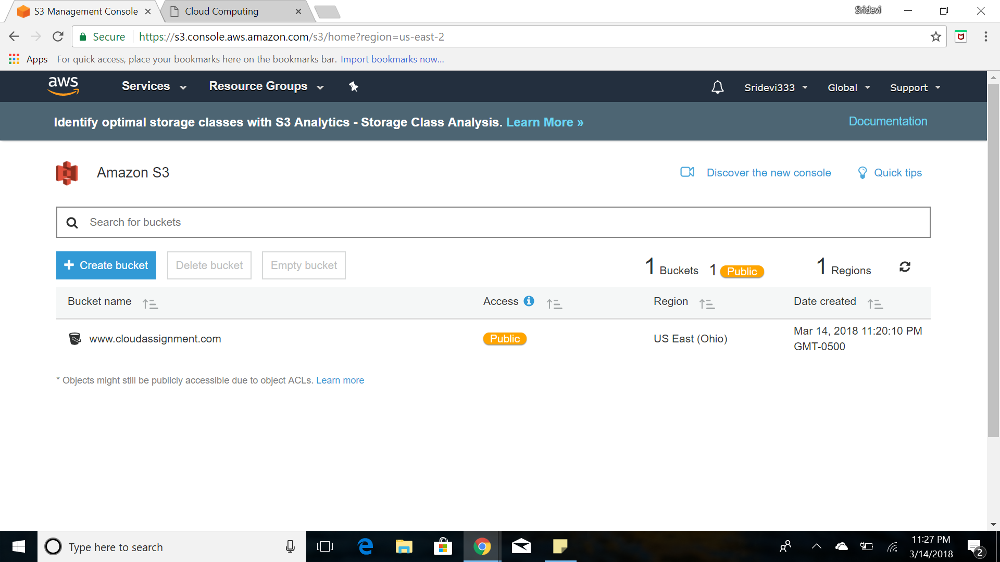 S3 Management Console
Cloud Computing
Sridevi
Secure
https://s3.console.aws.amazon.com/s3/home?region=us-east-2
Apps For quick access, place your bookmarks here on the bookmarks bar. Import bookmarks now...
aws Services Resource Groups Sridevi333 Global Support
Identify optimal storage classes with S3 Analytics - Storage Class Analysis. Learn More »
Documentation
Amazon S3
Discover the new console
Quick tips
Search for buckets
+ Create bucket
Delete bucket
Empty bucket
1 Buckets 1 Public
1 Regions
Bucket name Access Region Date created
www.cloudassignment.com Public US East (Ohio) Mar 14, 2018 11:20:10 PM
GMT-0500
* Objects might still be publicly accessible due to object ACLs. Learn more
Type here to search
11:27 PM
3/14/2018
2